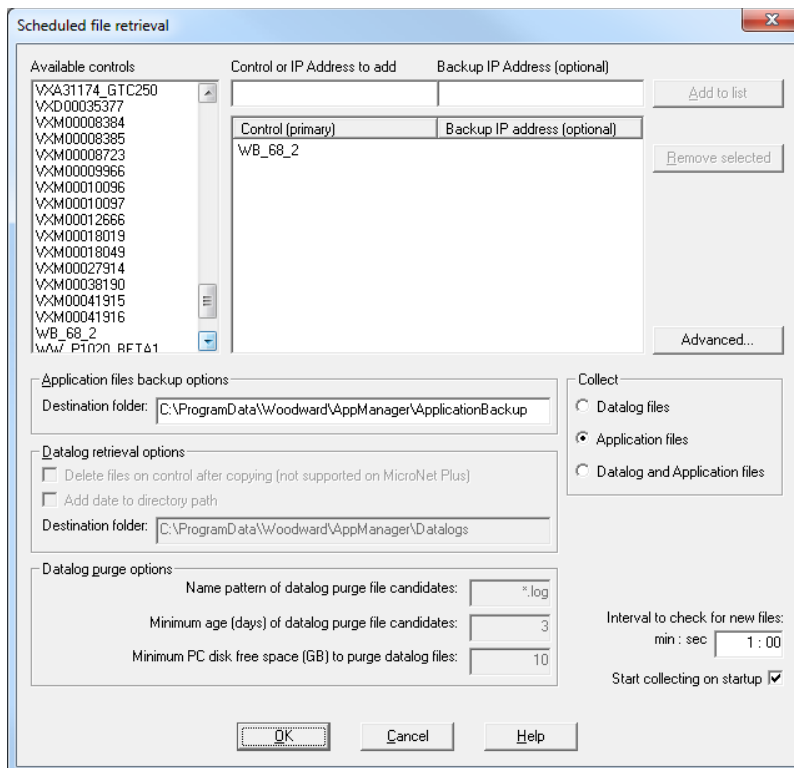 Scheduled file retrieval
Available controls
Control or IP Address to add
Backup IP Address (optional)
VXA31174_GTC250
VXD00035377
VXM00008384
VXM00008385
VXM00008723
VXM00009966
VXM00010096
VXM00010097
VXM00012666
VXM00018019
VXM00018049
VXM00027914
VXM00038190
VXM00041915
VXM00041916
WB_68_2
WW_P1020_BETA1
Add to list
Control (primary)
Backup IP address (optional)
WB_68_2
Remove selected
Advanced...
Application files backup options
Destination folder: C:\ProgramData\Woodward\AppManager\ApplicationBackup
Collect
Datalog files
Application files
Datalog and Application files
Datalog retrieval options
Delete files on control after copying (not supported on MicroNet Plus)
Add date to directory path
Destination folder: C:\ProgramData\Woodward\AppManager\Datalogs
Datalog purge options
Name pattern of datalog purge file candidates: *.log
Minimum age (days) of datalog purge file candidates: 3
Minimum PC disk free space (GB) to purge datalog files: 10
Interval to check for new files:
min : sec 1 : 00
Start collecting on startup
OK
Cancel
Help